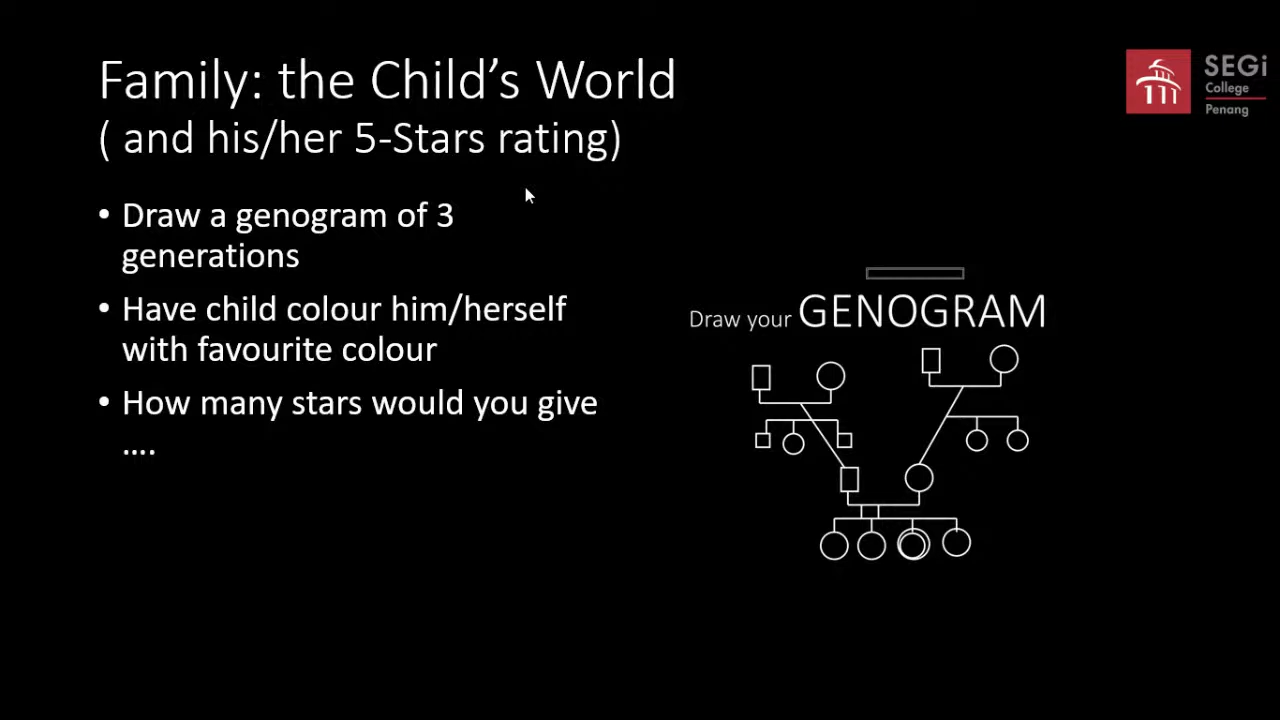 Family: the Child's World
( and his/her 5-Stars rating)
SEGi
College
Penang
• Draw a genogram of 3
generations
• Have child colour him/herself
with favourite colour
• How many stars would you give
....
Draw your GENOGRAM